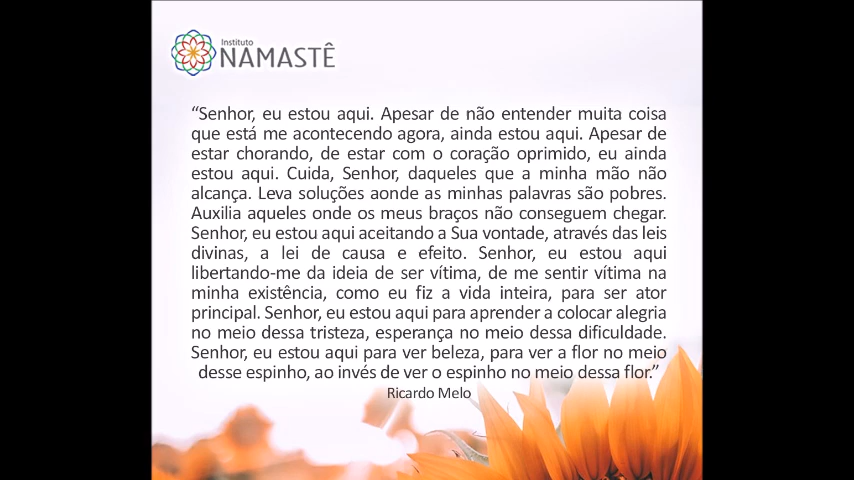 Instituto
NAMASTÊ
“Senhor, eu estou aqui. Apesar de não entender muita coisa
que está me acontecendo agora, ainda estou aqui. Apesar de
estar chorando, de estar com o coração oprimido, eu ainda
estou aqui. Cuida, Senhor, daqueles que a minha mão não
alcança. Leva soluções aonde as minhas palavras são pobres.
Auxilia aqueles onde os meus braços não conseguem chegar.
Senhor, eu estou aqui aceitando a Sua vontade, através das leis
divinas, a lei de causa e efeito. Senhor, eu estou aqui
libertando-me da ideia de ser vítima, de me sentir vítima na
minha existência, como eu fiz a vida inteira, para ser ator
principal. Senhor, eu estou aqui para aprender a colocar alegria
no meio dessa tristeza, esperança no meio dessa dificuldade.
Senhor, eu estou aqui para ver beleza, para ver a flor no meio
desse espinho, ao invés de ver o espinho no meio dessa flor.”
Ricardo Melo